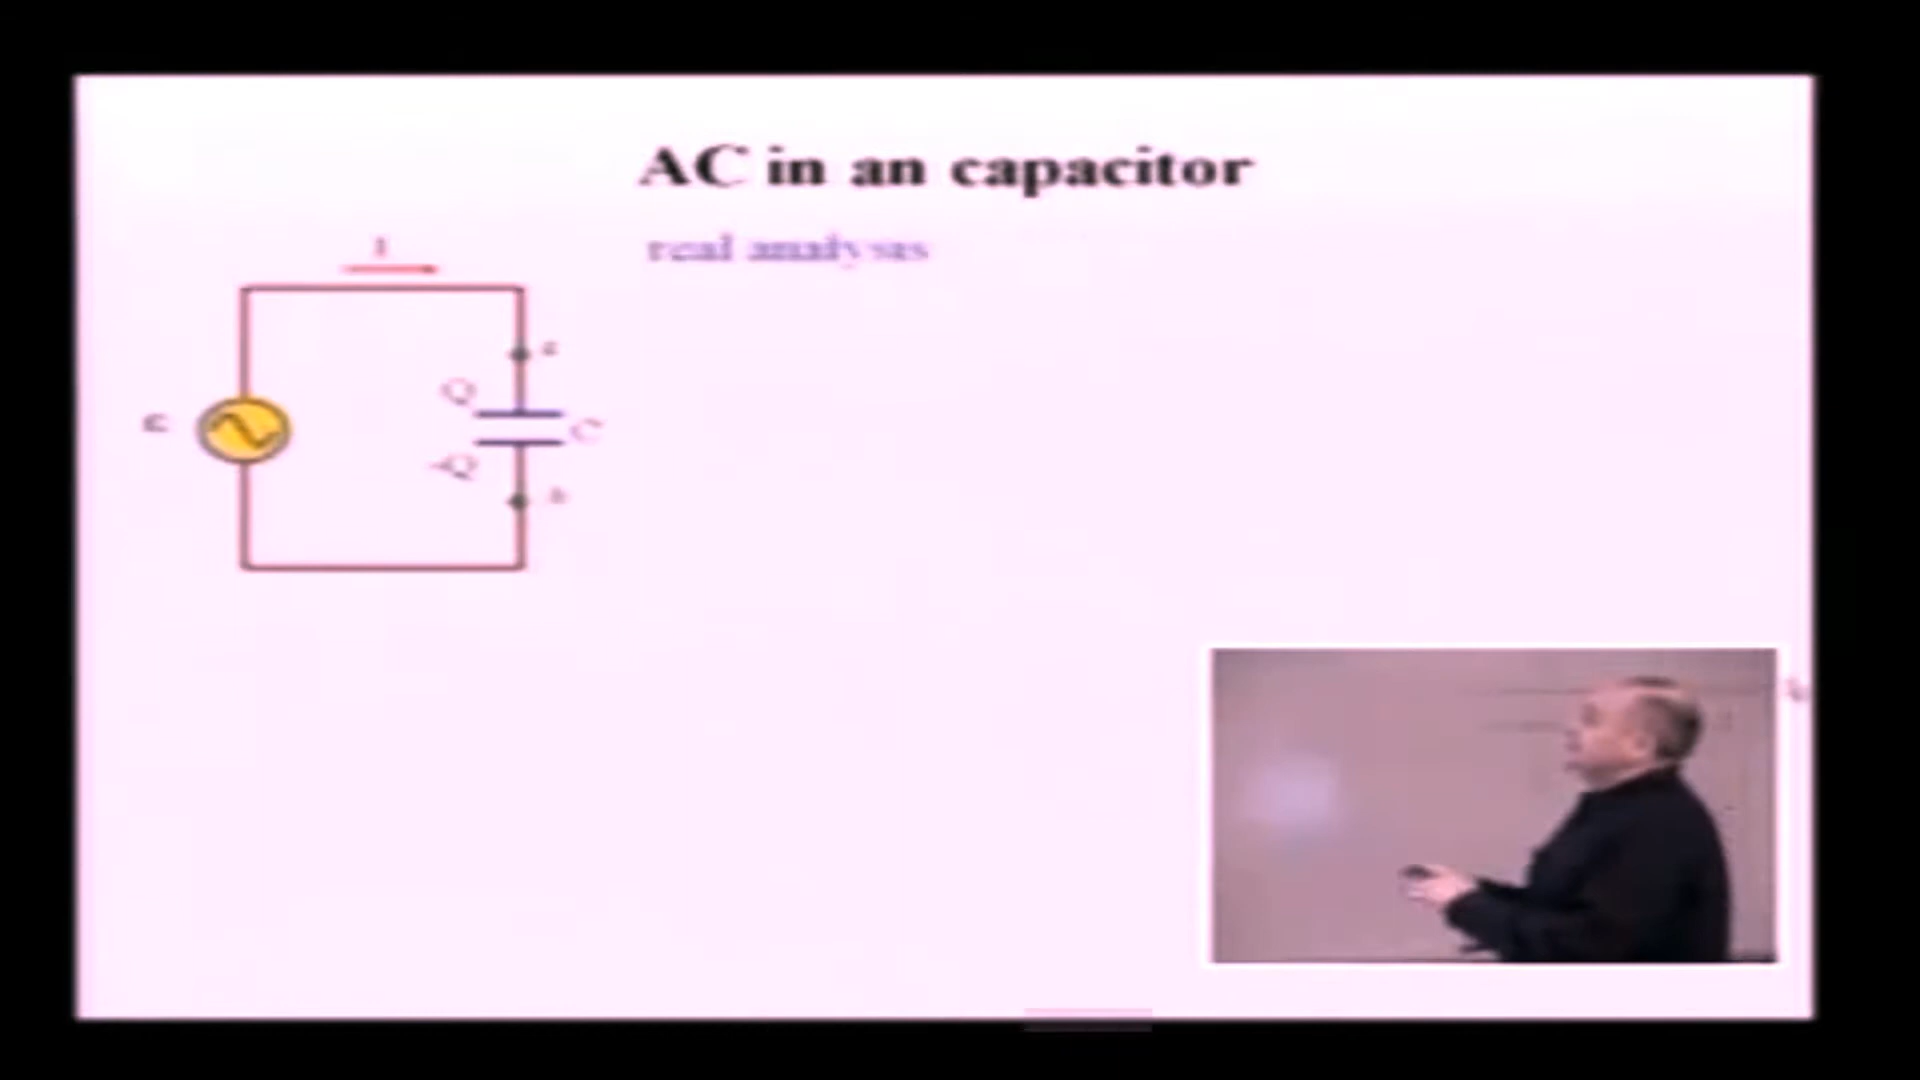 AC in an capacitor
real analysis
I
Q
C
-Q